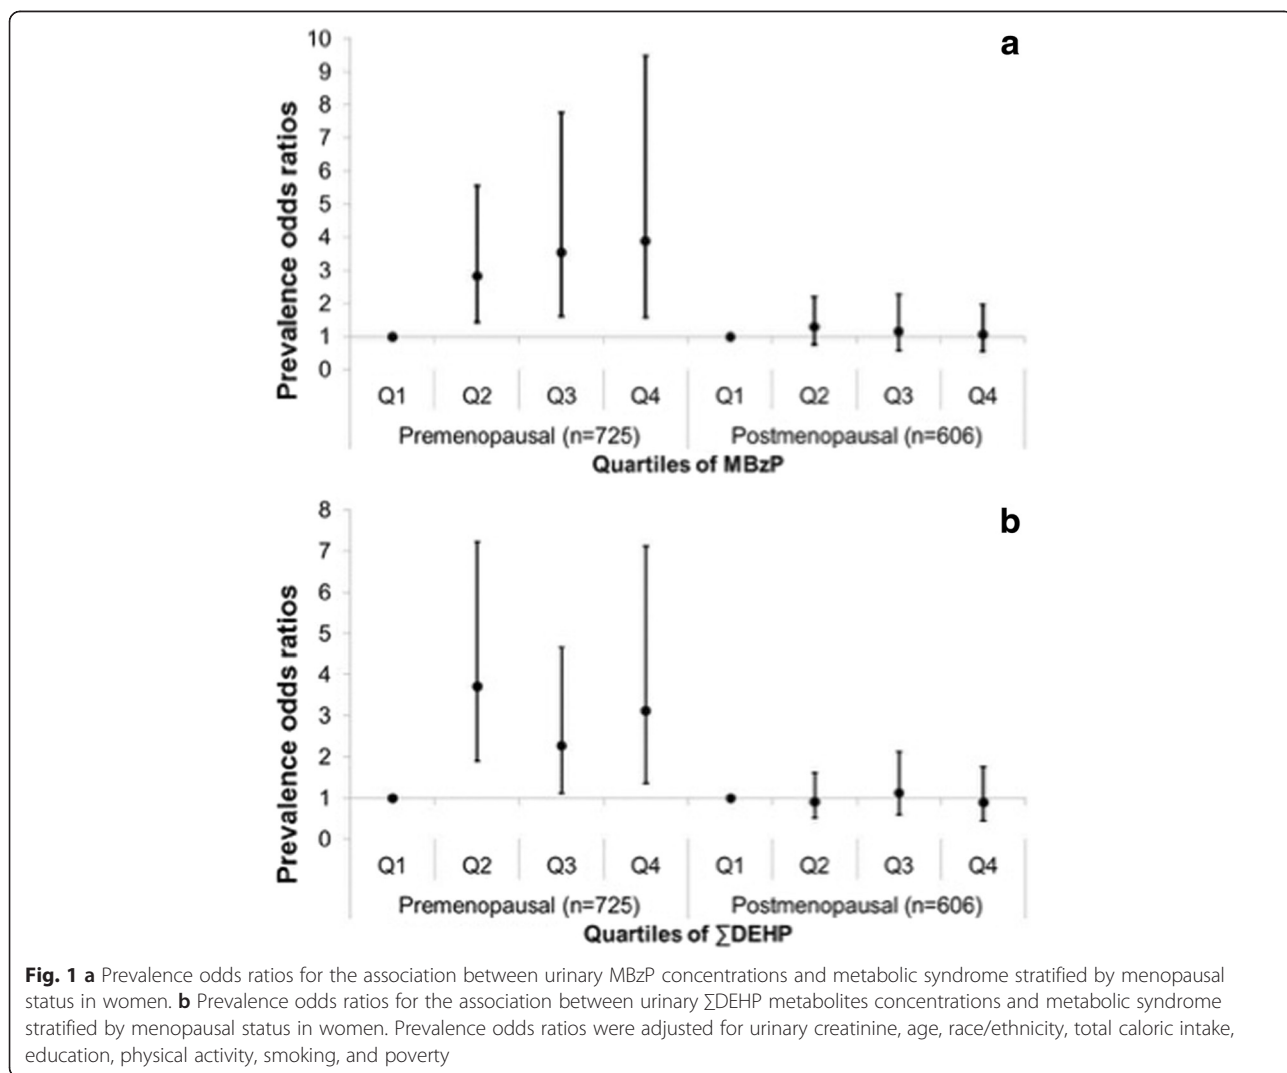 a
Prevalence odds ratios
10
9
8
7
6
5
4
3
2
1
0
Q1 Q2 Q3 Q4 Q1 Q2 Q3 Q4
Premenopausal (n=725) Postmenopausal (n=606)
Quartiles of MBzP
b
Prevalence odds ratios
8
7
6
5
4
3
2
1
0
Q1 Q2 Q3 Q4 Q1 Q2 Q3 Q4
Premenopausal (n=725) Postmenopausal (n=606)
Quartiles of ∑DEHP
Fig. 1 a Prevalence odds ratios for the association between urinary MBzP concentrations and metabolic syndrome stratified by menopausal
status in women. b Prevalence odds ratios for the association between urinary ∑DEHP metabolites concentrations and metabolic syndrome
stratified by menopausal status in women. Prevalence odds ratios were adjusted for urinary creatinine, age, race/ethnicity, total caloric intake,
education, physical activity, smoking, and poverty